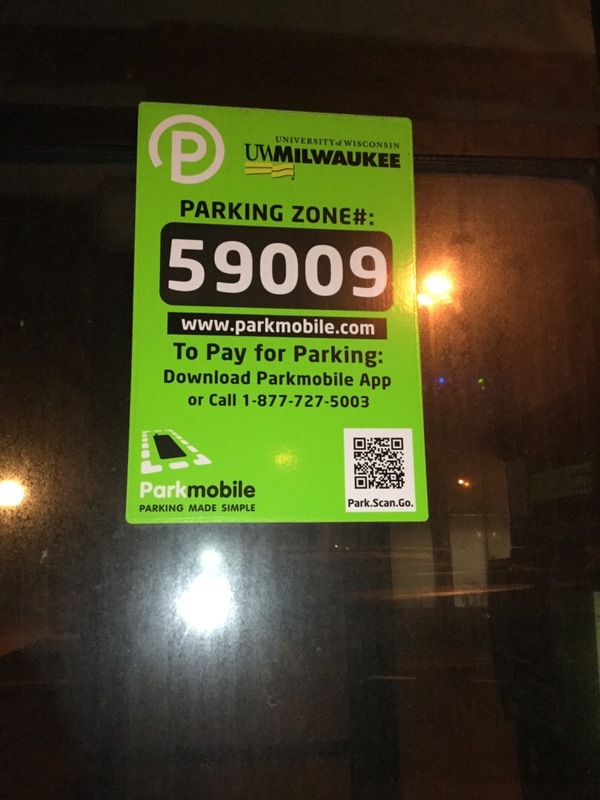 P
UNIVERSITY of WISCONSIN
UWMILWAUKEE
PARKING ZONE#:
59009
www.parkmobile.com
To Pay for Parking:
Download Parkmobile App
or Call 1-877-727-5003
Parkmobile
PARKING MADE SIMPLE
Park.Scan.Go.